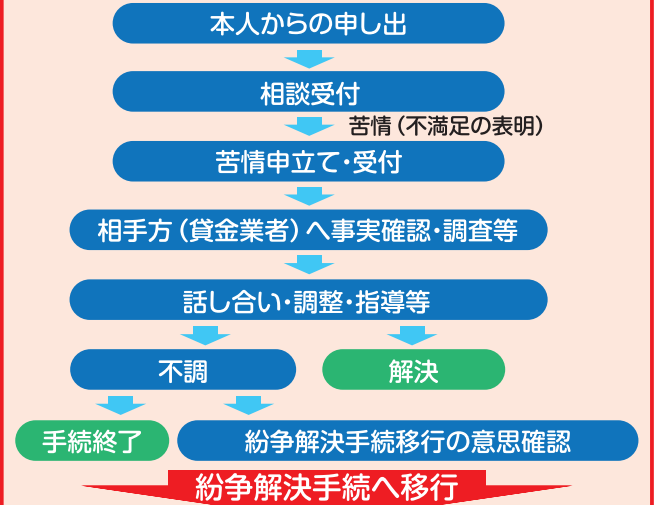 本人からの申し出
相談受付
苦情（不満足の表明）
苦情申立て・受付
相手方（貸金業者）へ事実確認・調査等
話し合い・調整・指導等
不調
解決
手続終了
紛争解決手続移行の意思確認
紛争解決手続へ移行